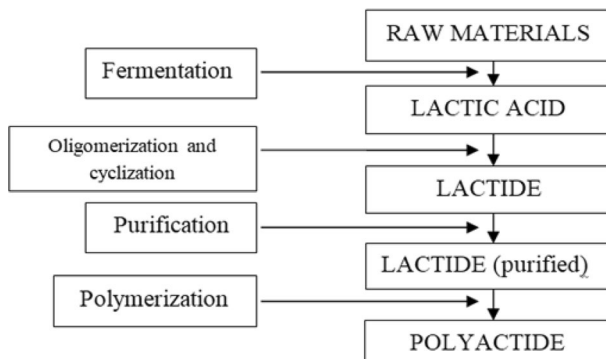 RAW MATERIALS
Fermentation
LACTIC ACID
Oligomerization and
cyclization
LACTIDE
Purification
LACTIDE (purified)
Polymerization
POLYACTIDE